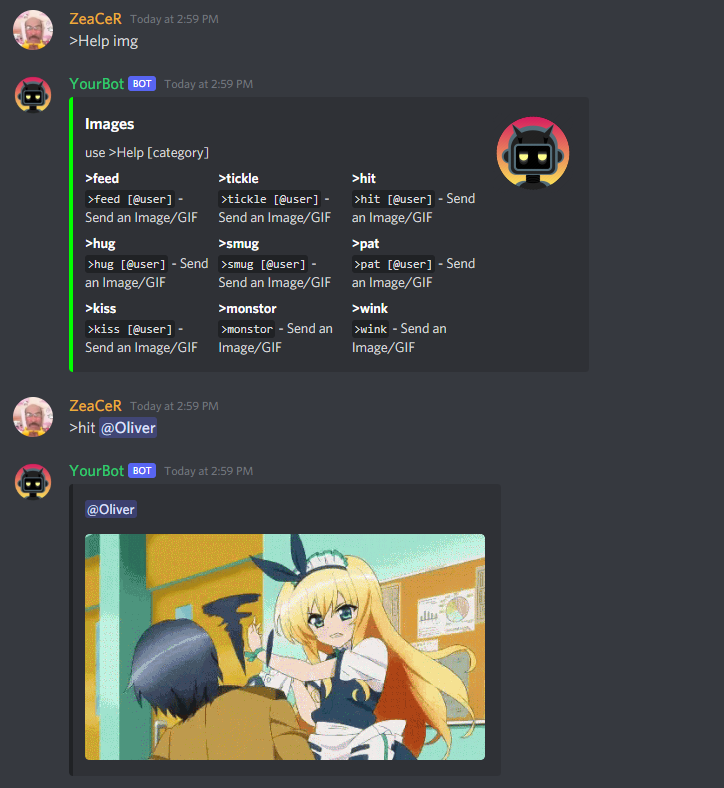 ZeaCeR Today at 2:59 PM
>Help img
YourBot BOT Today at 2:59 PM
Images
use >Help [category]
>feed >tickle >hit
>feed [@user] - >tickle [@user] - >hit [@user] - Send
Send an Image/GIF Send an Image/GIF an Image/GIF
>hug >smug >pat
>hug [@user] - Send >smug [@user] - >pat [@user] - Send
an Image/GIF Send an Image/GIF an Image/GIF
>kiss >monstor >wink
>kiss [@user] - >monstor - Send an >wink - Send an
Send an Image/GIF Image/GIF Image/GIF
ZeaCeR Today at 2:59 PM
>hit @Oliver
YourBot BOT Today at 2:59 PM
@Oliver